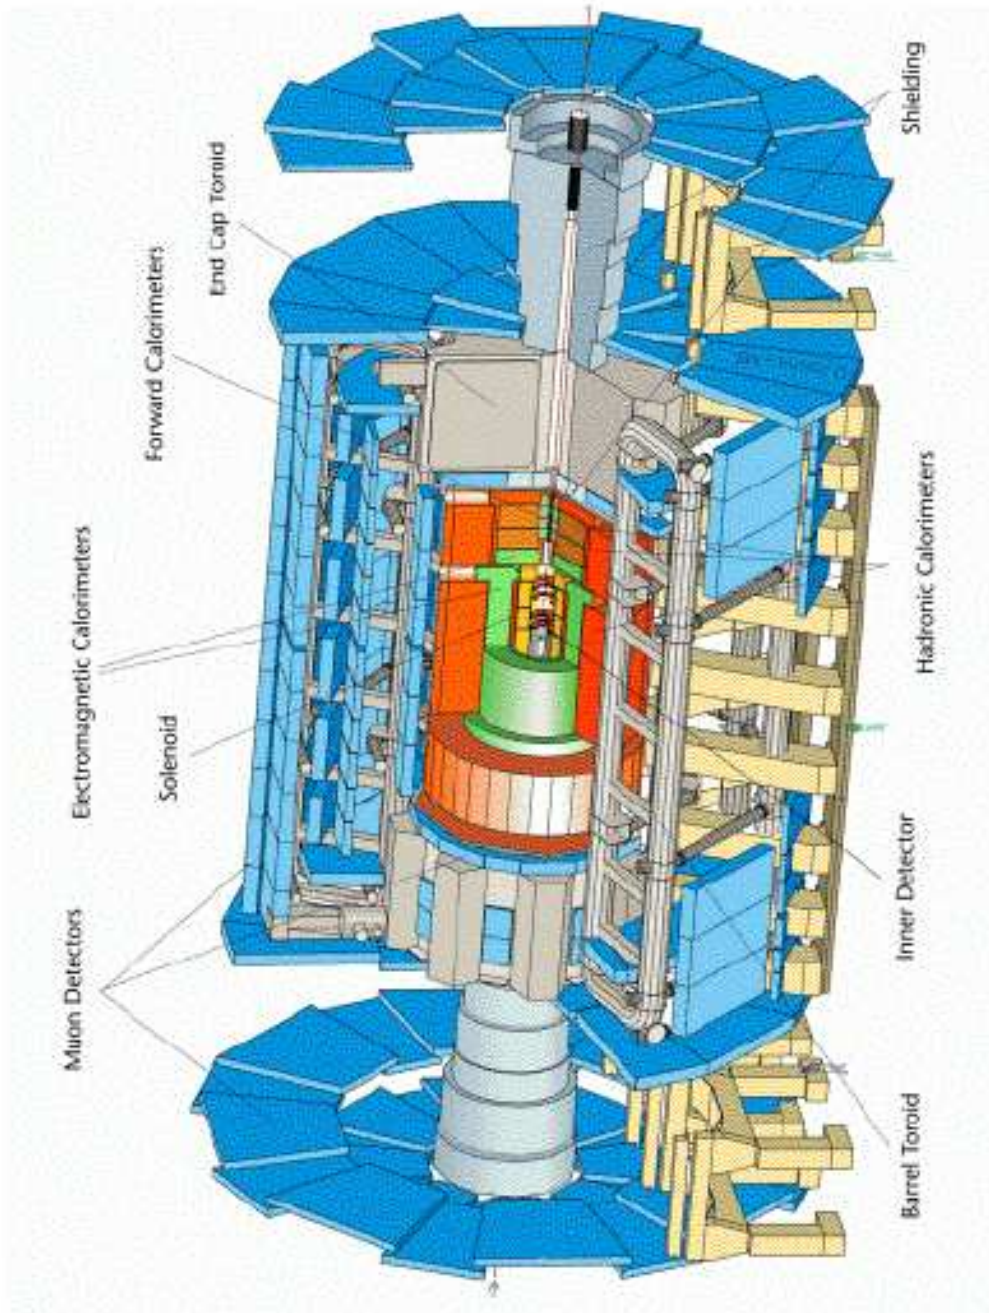 Muon Detectors
Electromagnetic Calorimeters
Solenoid
Forward Calorimeters
End Cap Toroid
Barrel Toroid
Inner Detector
Hadronic Calorimeters
Shielding